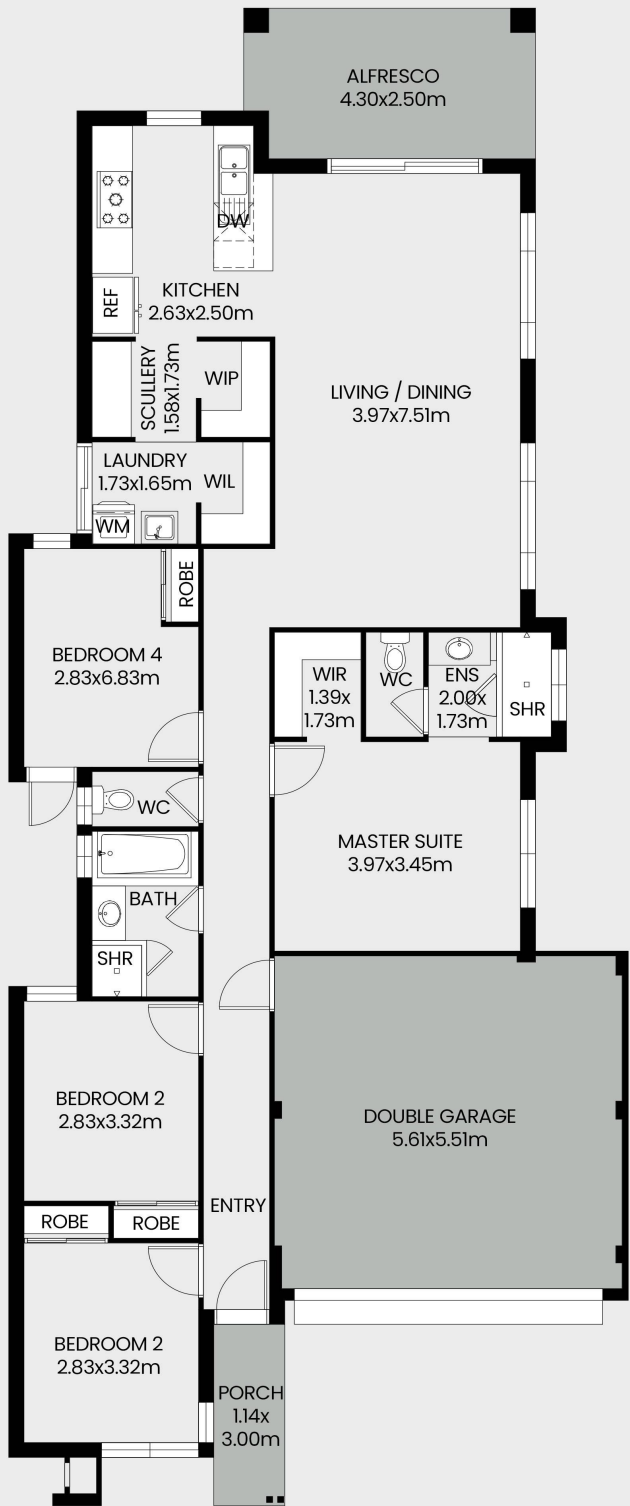 ALFRESCO
4.30x2.50m
DW
REF
KITCHEN
2.63x2.50m
SCULLERY
1.58x1.73m
WIP
LIVING / DINING
3.97x7.51m
LAUNDRY
1.73x1.65m
WIL
WM
ROBE
BEDROOM 4
2.83x6.83m
WIR
1.39x
1.73m
WC
ENS
2.00x
1.73m
SHR
WC
MASTER SUITE
3.97x3.45m
BATH
SHR
BEDROOM 2
2.83x3.32m
DOUBLE GARAGE
5.61x5.51m
ROBE
ROBE
ENTRY
BEDROOM 2
2.83x3.32m
PORCH
1.14x
3.00m